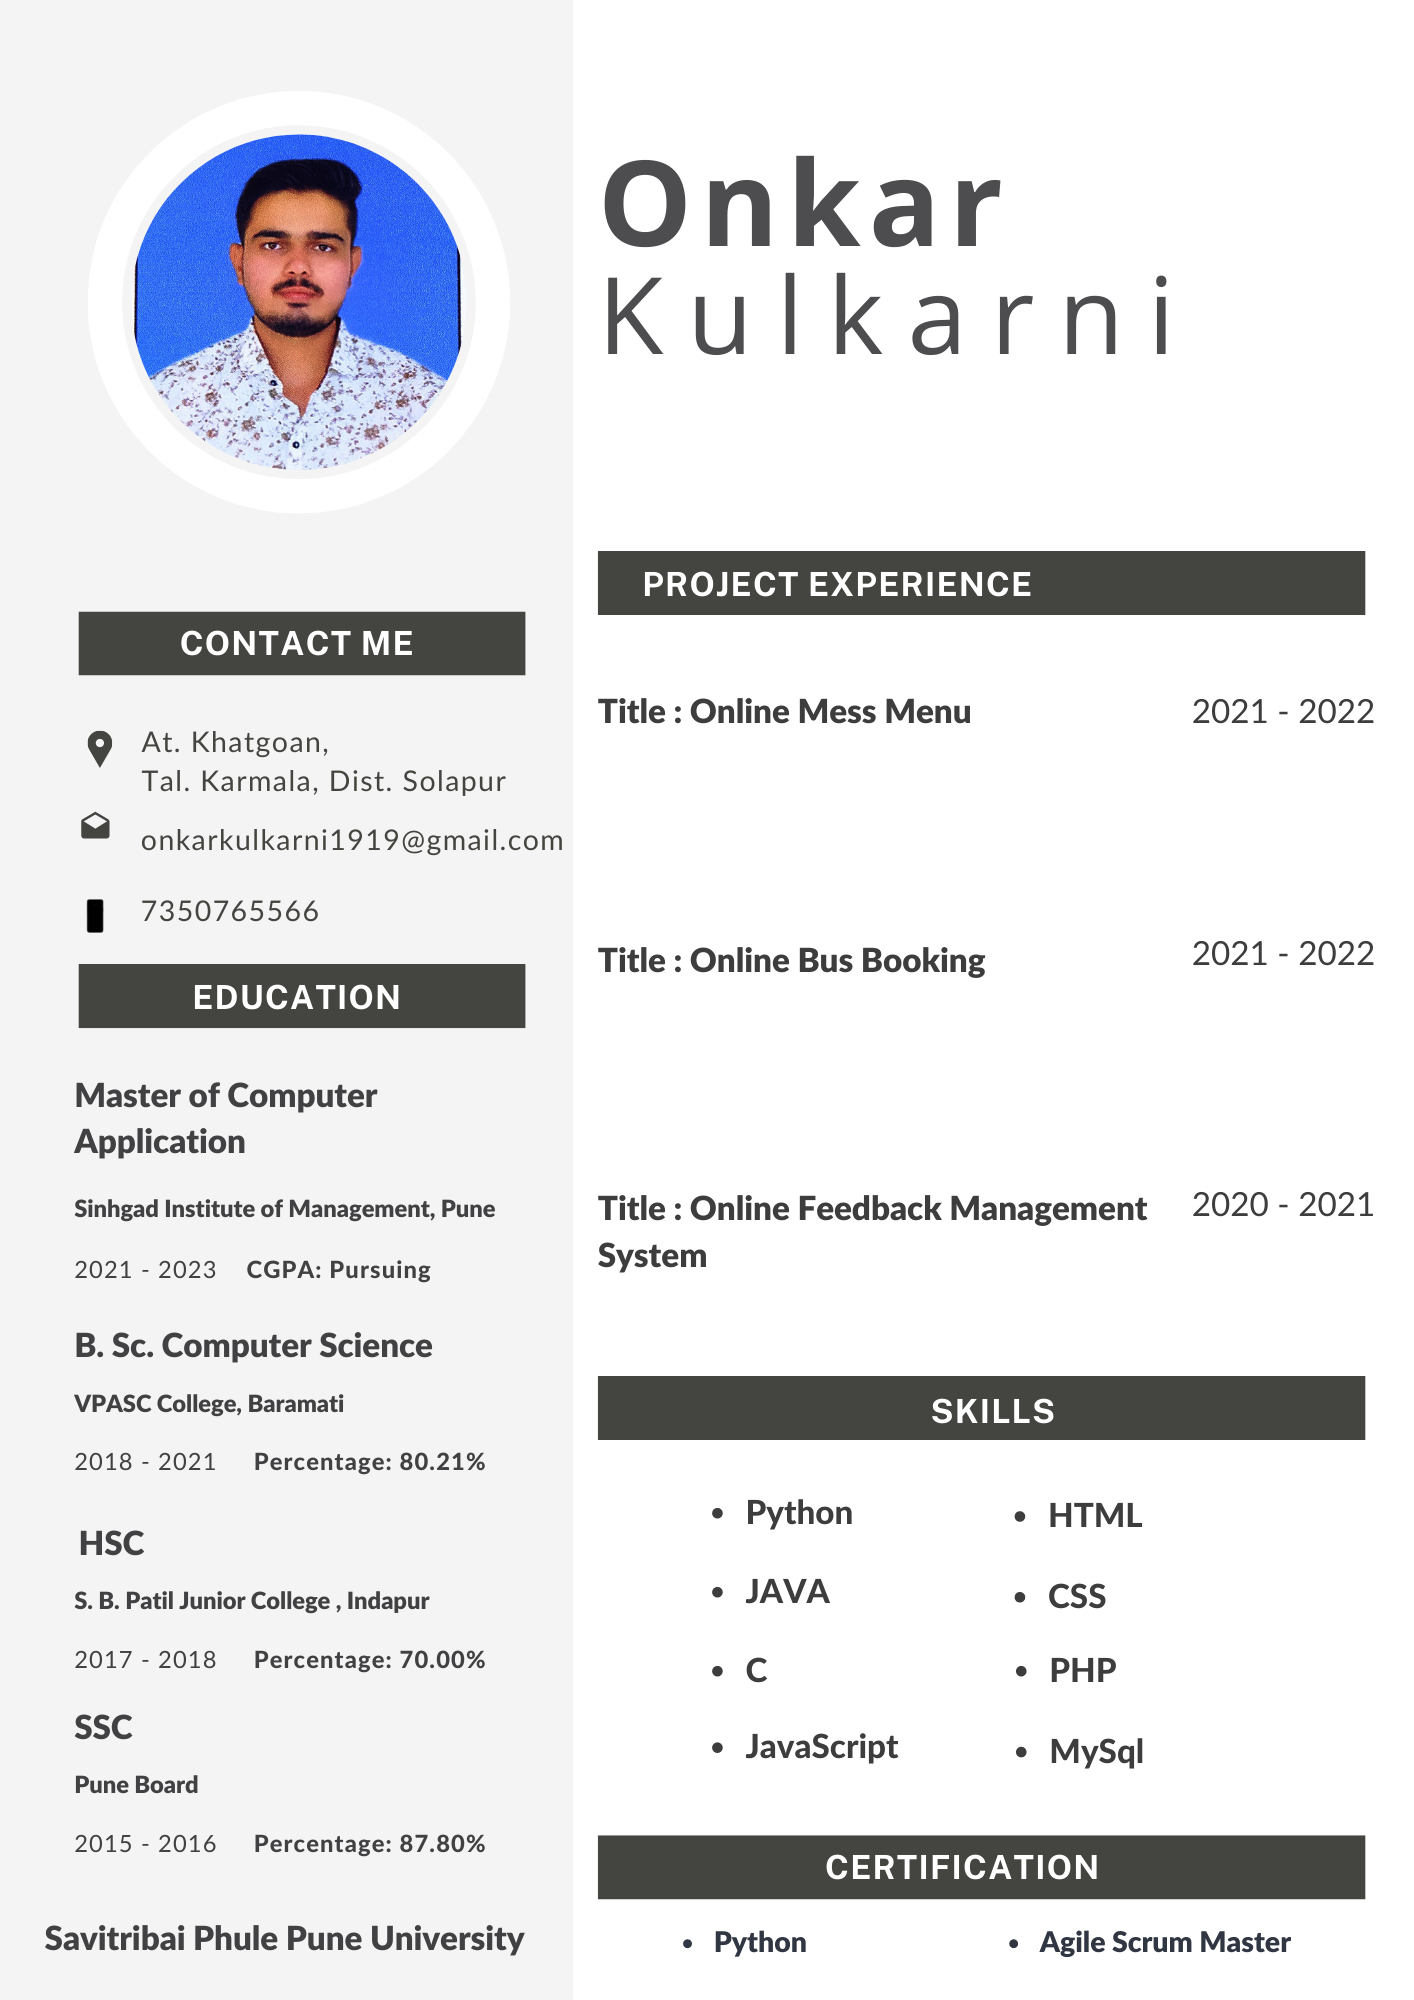 Onkar
Kulkarni
CONTACT ME
At. Khatgoan,
Tal. Karmala, Dist. Solapur
onkarkulkarni1919@gmail.com
7350765566
EDUCATION
Master of Computer
Application
Sinhgad Institute of Management, Pune
2021 - 2023 CGPA: Pursuing
B. Sc. Computer Science
VPASC College, Baramati
2018 - 2021 Percentage: 80.21%
HSC
S. B. Patil Junior College , Indapur
2017 - 2018 Percentage: 70.00%
SSC
Pune Board
2015 - 2016 Percentage: 87.80%
Savitribai Phule Pune University
PROJECT EXPERIENCE
Title : Online Mess Menu 2021 - 2022
Title : Online Bus Booking 2021 - 2022
Title : Online Feedback Management 2020 - 2021
System
SKILLS
• Python
• JAVA
• C
• JavaScript
• HTML
• CSS
• PHP
• MySql
CERTIFICATION
• Python • Agile Scrum Master